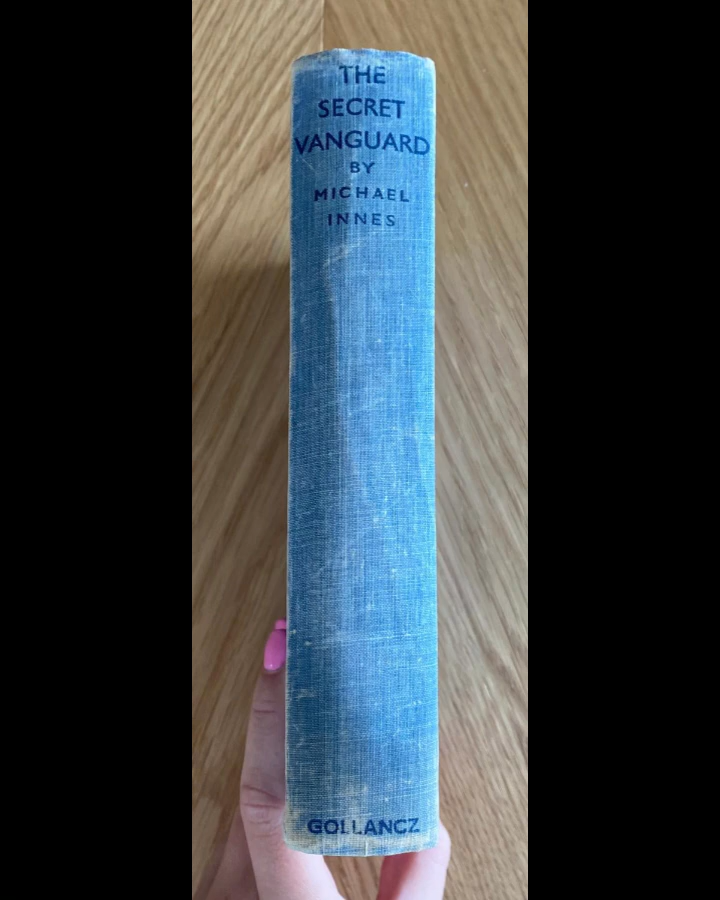 THE
SECRET
VANGUARD
BY
MICHAEL
INNES
GOLLANCZ